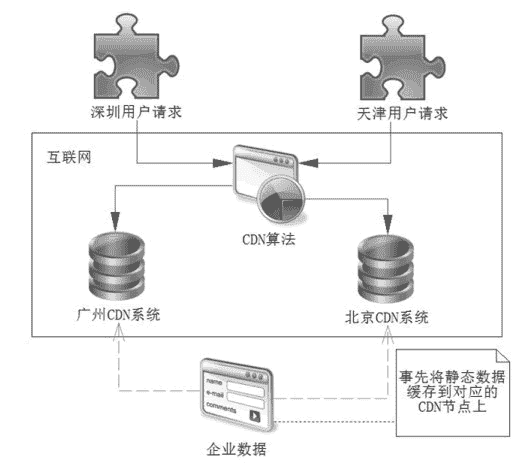 深圳用户请求
天津用户请求
互联网
CDN算法
广州CDN系统
北京CDN系统
name
e-mail
comments
企业数据
事先将静态数据
缓存到对应的
CDN节点上